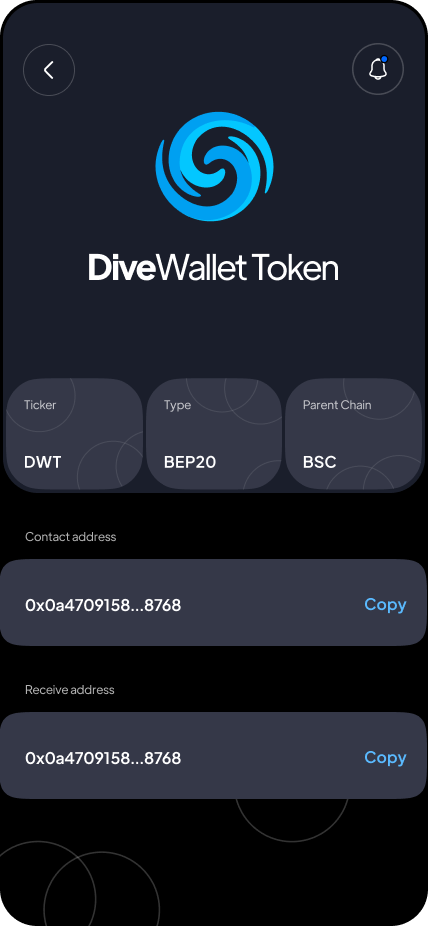 DiveWallet Token
Ticker
Type
Parent Chain
DWT
BEP20
BSC
Contact address
0x0a4709158...8768
Copy
Receive address
0x0a4709158...8768
Copy